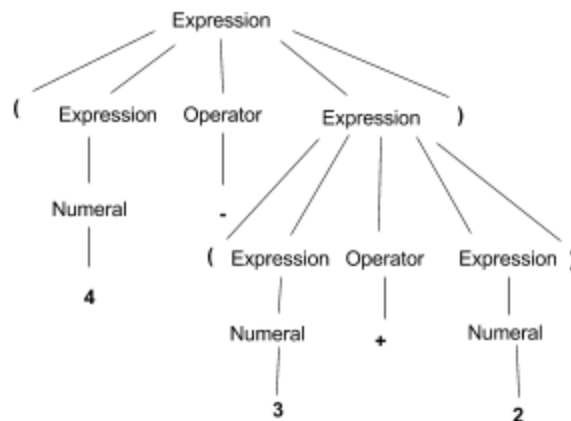 Expression
( Expression Operator Expression )
Numeral -
( Expression Operator Expression )
4
Numeral + Numeral
3 2